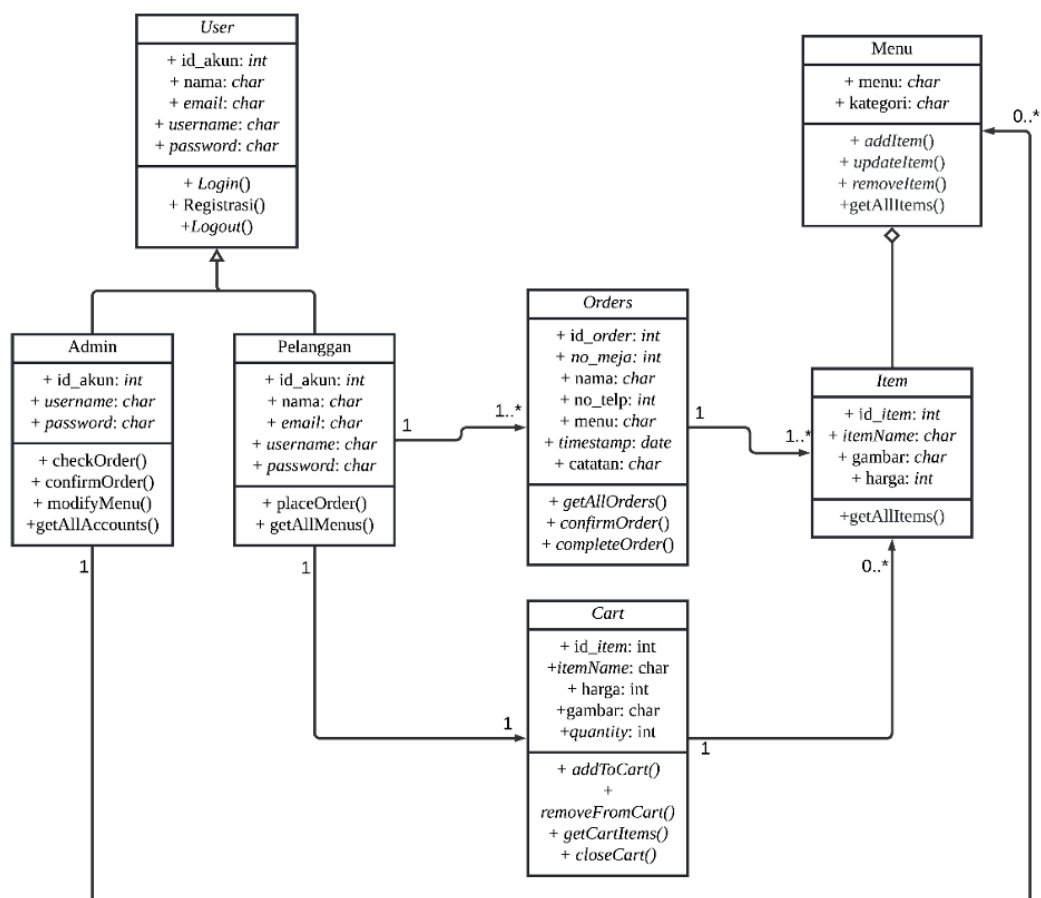 User
+ id_akun: int
+ nama: char
+ email: char
+ username: char
+ password: char
+ Login()
+ Registrasi()
+Logout()
Menu
+ menu: char
+ kategori: char
+ addItem()
+ updateItem()
+ removeItem()
+getAllItems()
0..*
Admin
+ id_akun: int
+ username: char
+ password: char
+ checkOrder()
+ confirmOrder()
+ modifyMenu()
+getAllAccounts()
1
Pelanggan
+ id_akun: int
+ nama: char
+ email: char
+ username: char
+ password: char
+ placeOrder()
+ getAllMenus()
1
1..*
1
Orders
+ id_order: int
+ no_meja: int
+ nama: char
+ no_telp: int
+ menu: char
+ timestamp: date
+ catatan: char
+ getAllOrders()
+ confirmOrder()
+ completeOrder()
1
1..*
Item
+ id_item: int
+ itemName: char
+ gambar: char
+ harga: int
+getAllItems()
0..*
1
Cart
+ id_item: int
+itemName: char
+ harga: int
+gambar: char
+quantity: int
+ addToCart()
+
removeFromCart()
+ getCartItems()
+ closeCart()
1